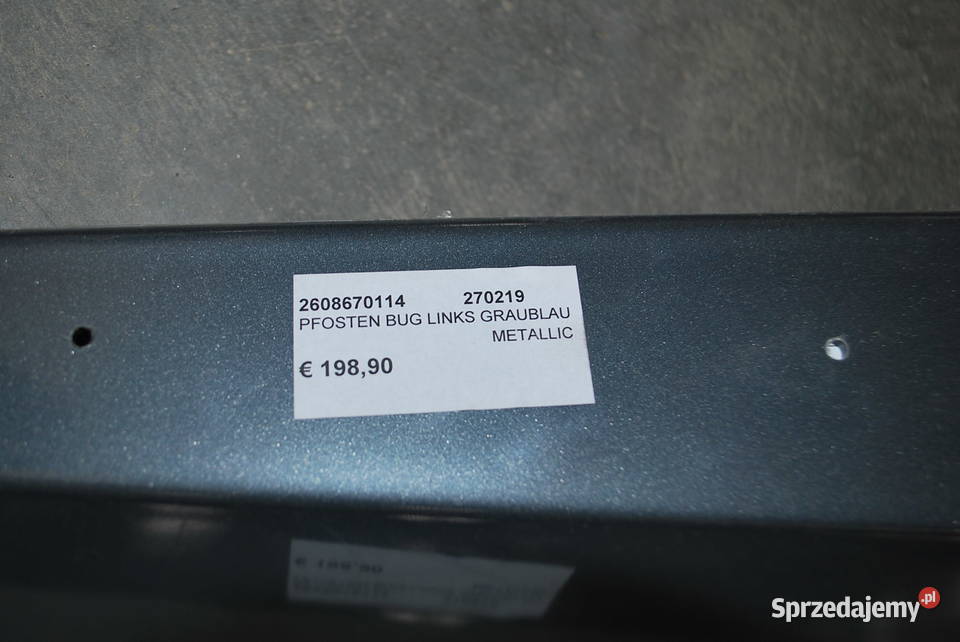 2608670114 270219
PFOSTEN BUG LINKS GRAUBLAU
METALLIC
€ 198,90
Sprzedajemy.pl